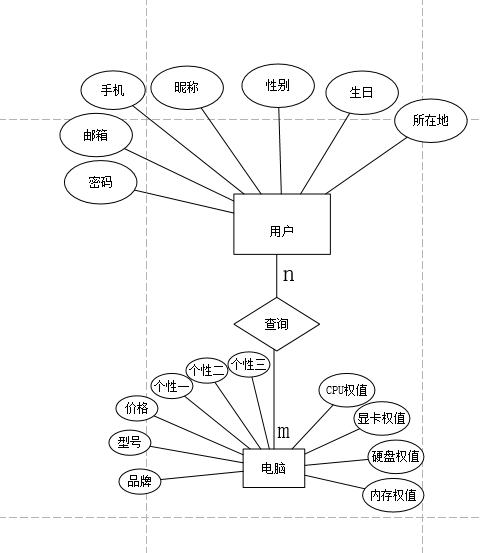 手机
昵称
性别
生日
所在地
邮箱
密码
用户
n
查询
个性三
个性二
个性一
CPU权值
价格
显卡权值
m
型号
硬盘权值
电脑
品牌
内存权值